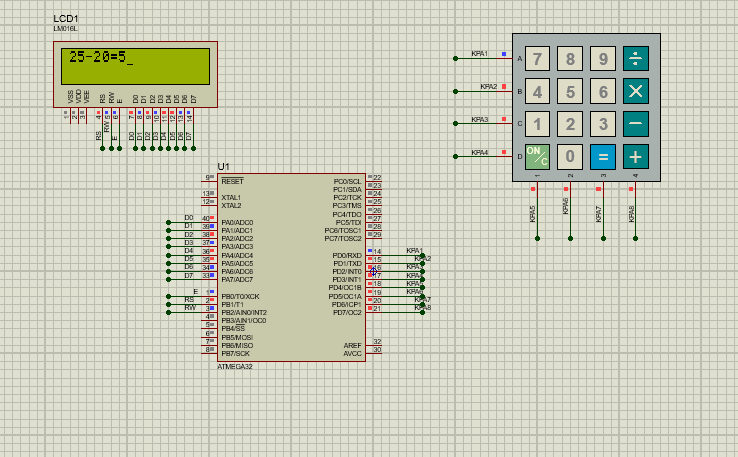 LCD1
LM016L
25-20=5_
VSS VDD VEE RS RW E D0 D1 D2 D3 D4 D5 D6 D7
1 2 3 4 5 6 7 8 9 10 11 12 13 14
RS RW E D0 D1 D2 D3 D4 D5 D6 D7
KPA1 A 7 8 9 ÷
KPA2 B 4 5 6 ×
KPA3 C 1 2 3 −
KPA4 D ON/C 0 = +
1 2 3 4
KPA5 KPA6 KPA7 KPA8
U1
9 RESET PC0/SCL 22
PC1/SDA 23
13 XTAL1 PC2/TCK 24
12 XTAL2 PC3/TMS 25
PC4/TDO 26
D0 40 PA0/ADC0 PC5/TDI 27
D1 39 PA1/ADC1 PC6/TOSC1 28
D2 38 PA2/ADC2 PC7/TOSC2 29
D3 37 PA3/ADC3
D4 36 PA4/ADC4 PD0/RXD 14 KPA1
D5 35 PA5/ADC5 PD1/TXD 15
D6 34 PA6/ADC6 PD2/INT0 16
D7 33 PA7/ADC7 PD3/INT1 17
PD4/OC1B 18
E 1 PB0/T0/XCK PD5/OC1A 19
RS 2 PB1/T1 PD6/ICP1 20
RW 3 PB2/AIN0/INT2 PD7/OC2 21
4 PB3/AIN1/OC0
5 PB4/SS
6 PB5/MOSI
7 PB6/MISO AREF 32
8 PB7/SCK AVCC 30
ATMEGA32